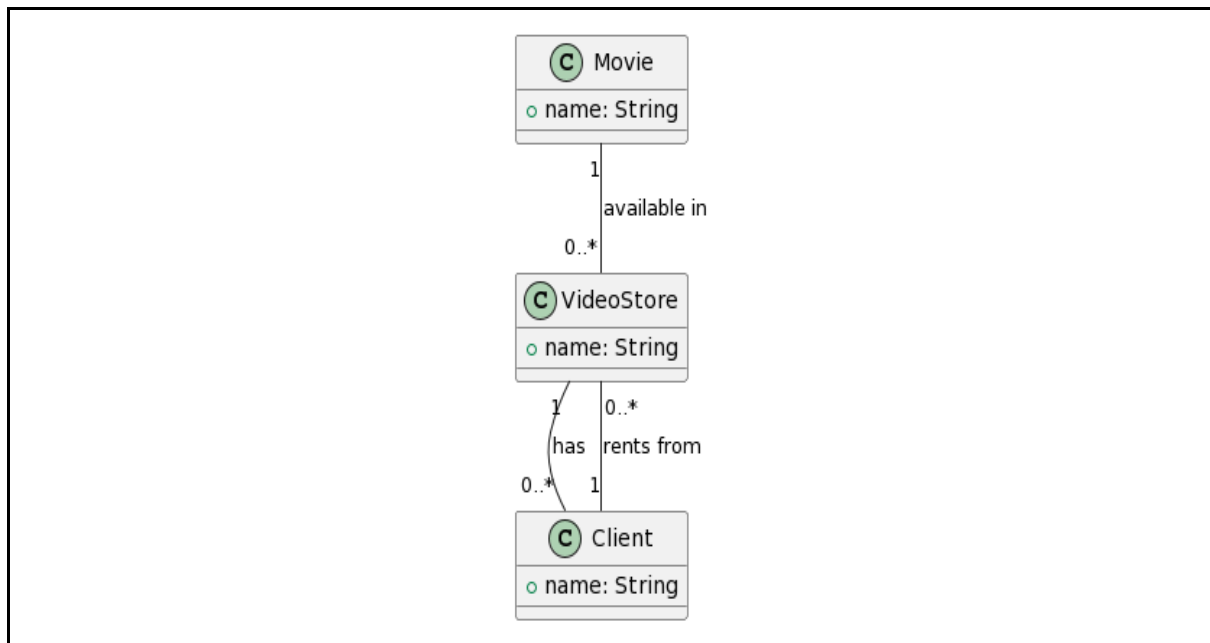 C Movie
name: String
1
available in
0..*
C VideoStore
name: String
1 0..*
has rents from
0..* 1
C Client
name: String